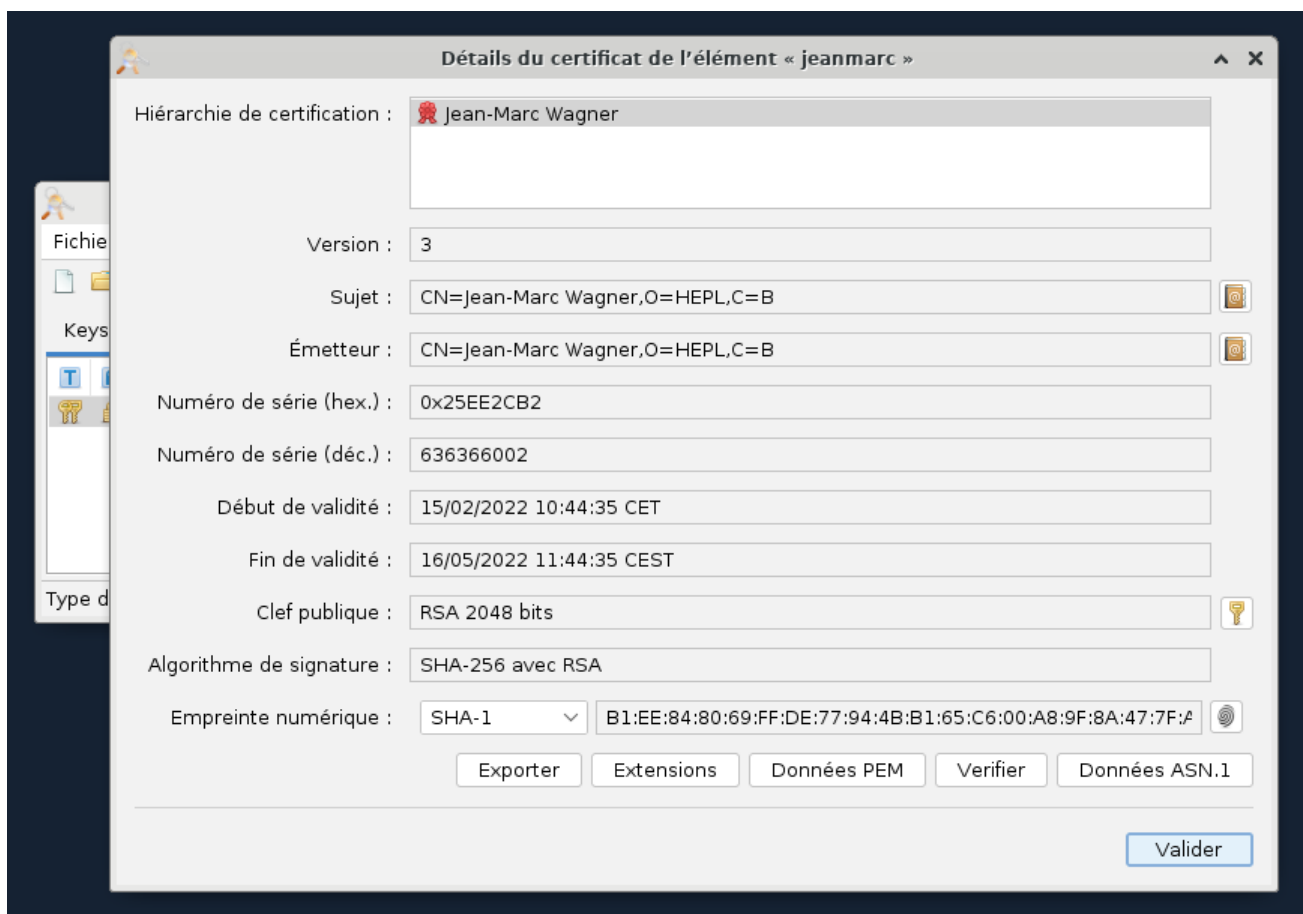 Détails du certificat de l’élément « jeanmarc »
Hiérarchie de certification :
Jean-Marc Wagner
Version : 3
Sujet : CN=Jean-Marc Wagner,O=HEPL,C=B
Émetteur : CN=Jean-Marc Wagner,O=HEPL,C=B
Numéro de série (hex.) : 0x25EE2CB2
Numéro de série (déc.) : 636366002
Début de validité : 15/02/2022 10:44:35 CET
Fin de validité : 16/05/2022 11:44:35 CEST
Clef publique : RSA 2048 bits
Algorithme de signature : SHA-256 avec RSA
Empreinte numérique : SHA-1 B1:EE:84:80:69:FF:DE:77:94:4B:B1:65:C6:00:A8:9F:8A:47:7F:
Exporter Extensions Données PEM Verifier Données ASN.1
Valider
Fichie
Keys
T
Type d